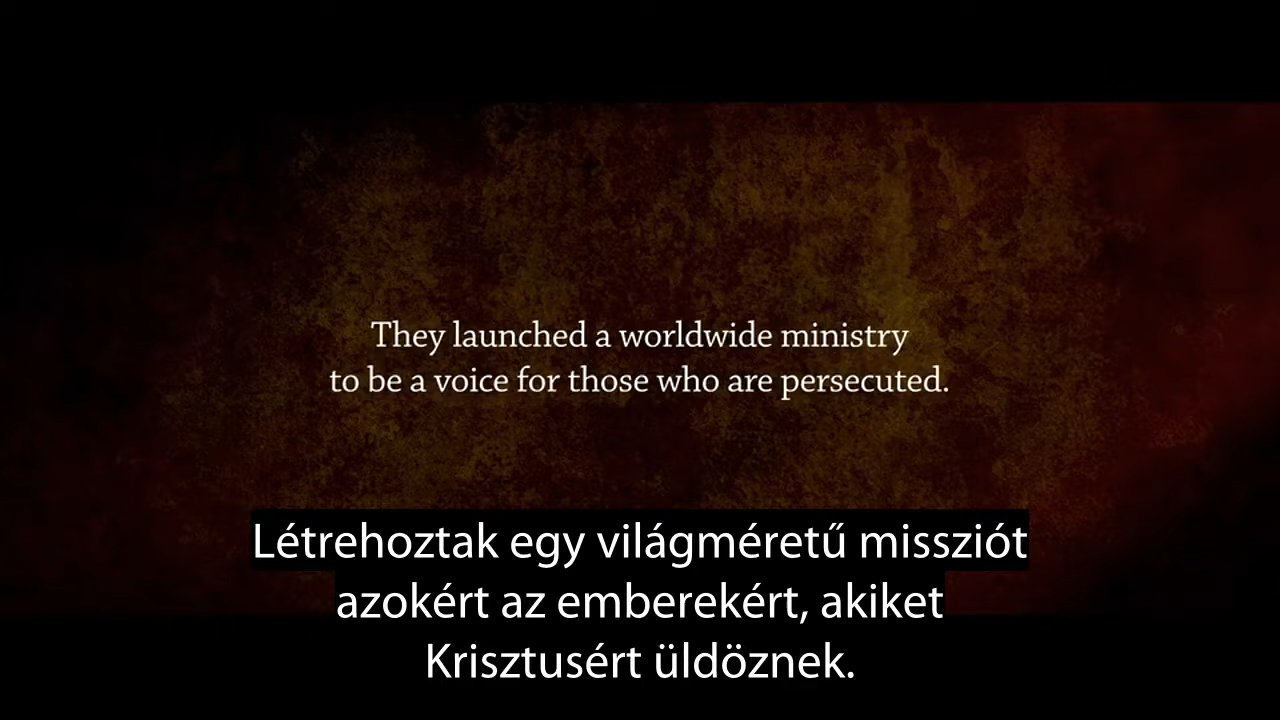 They launched a worldwide ministry
to be a voice for those who are persecuted.
Létrehoztak egy világméretű missziót
azokért az emberekért, akiket
Krisztusért üldöznek.